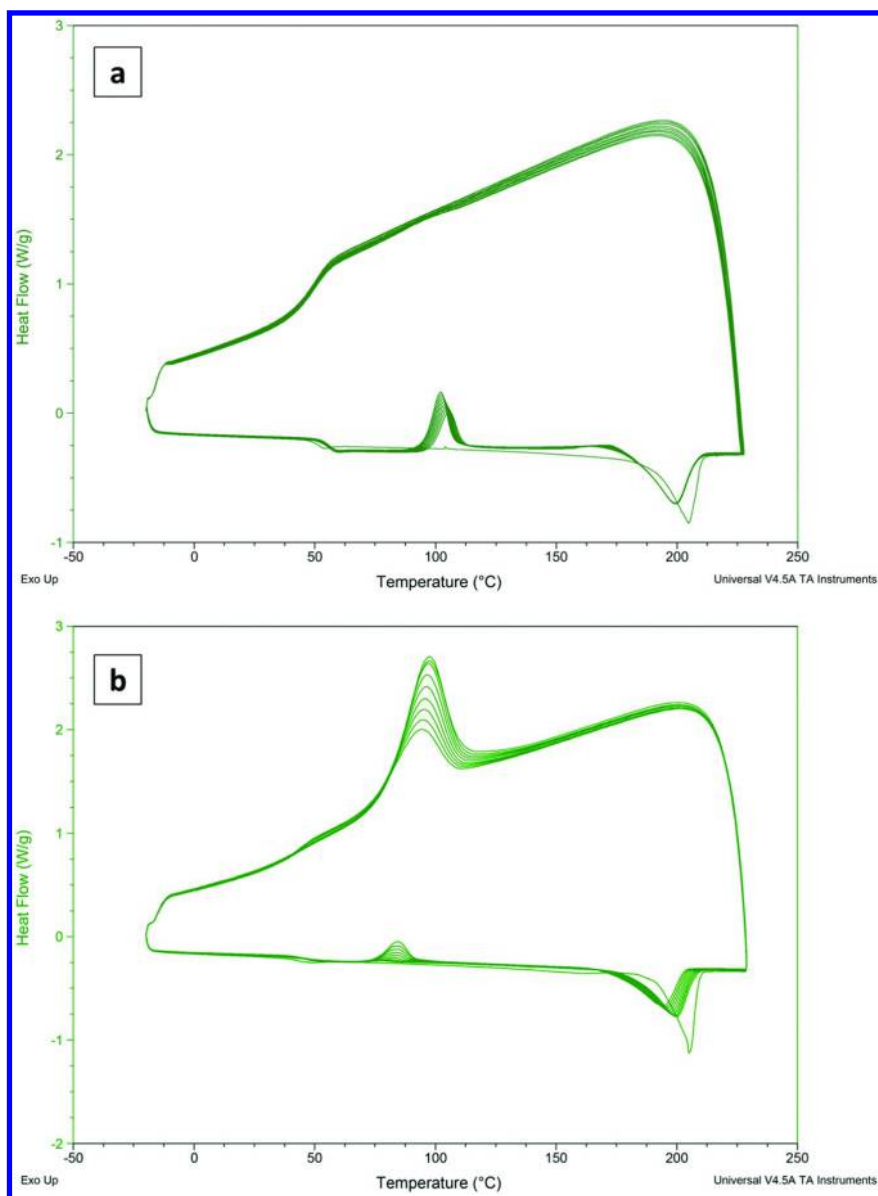 3
a
2
Heat Flow (W/g)
1
0
-1
-50 0 50 100 150 200 250
Exo Up Temperature (°C) Universal V4.5A TA Instruments
3
b
2
1
Heat Flow (W/g)
0
-1
-2
-50 0 50 100 150 200 250
Exo Up Temperature (°C) Universal V4.5A TA Instruments